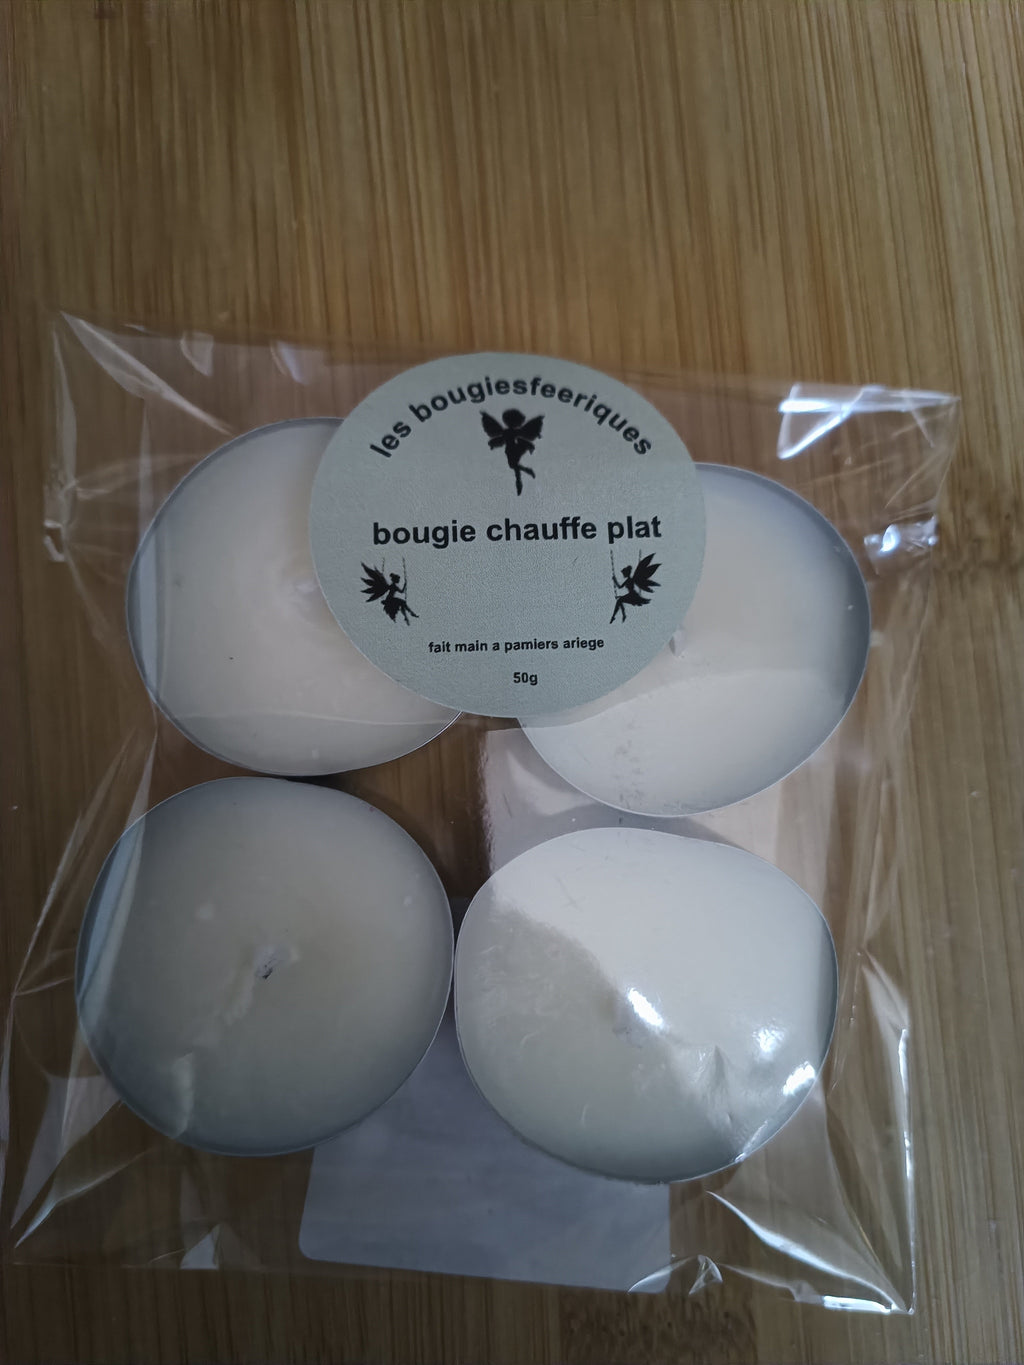 les bougiesfeeriques
bougie chauffe plat
fait main a pamiers ariege
50g